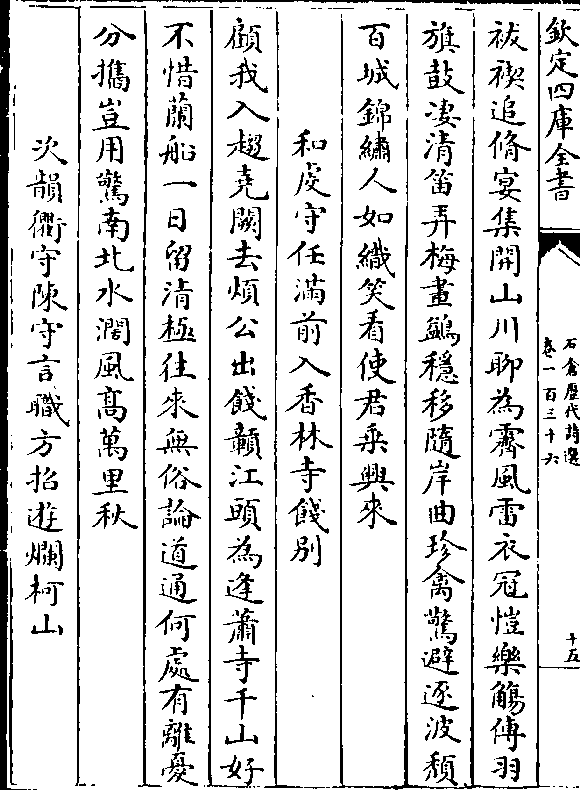 欽定四庫全書
石倉歷代詩選
卷一百三十六
十五
祓禊追脩宴集開山川聊為霽風雷衣冠愷樂觴傳羽
旗鼓凄清笛弄梅畫鷁穩移隨岸曲珍禽驚避逐波頹
百城錦繡人如織笑看使君乗興來
和虔守任滿前入香林寺餞別
顧我入趨堯闕去煩公出餞贑江頭為逢蕭寺千山好
不惜蘭船一日留清極往來無俗論道通何處有離憂
分攜豈用驚南北水濶風髙萬里秋
次韻衢守陳守言職方招遊爛柯山